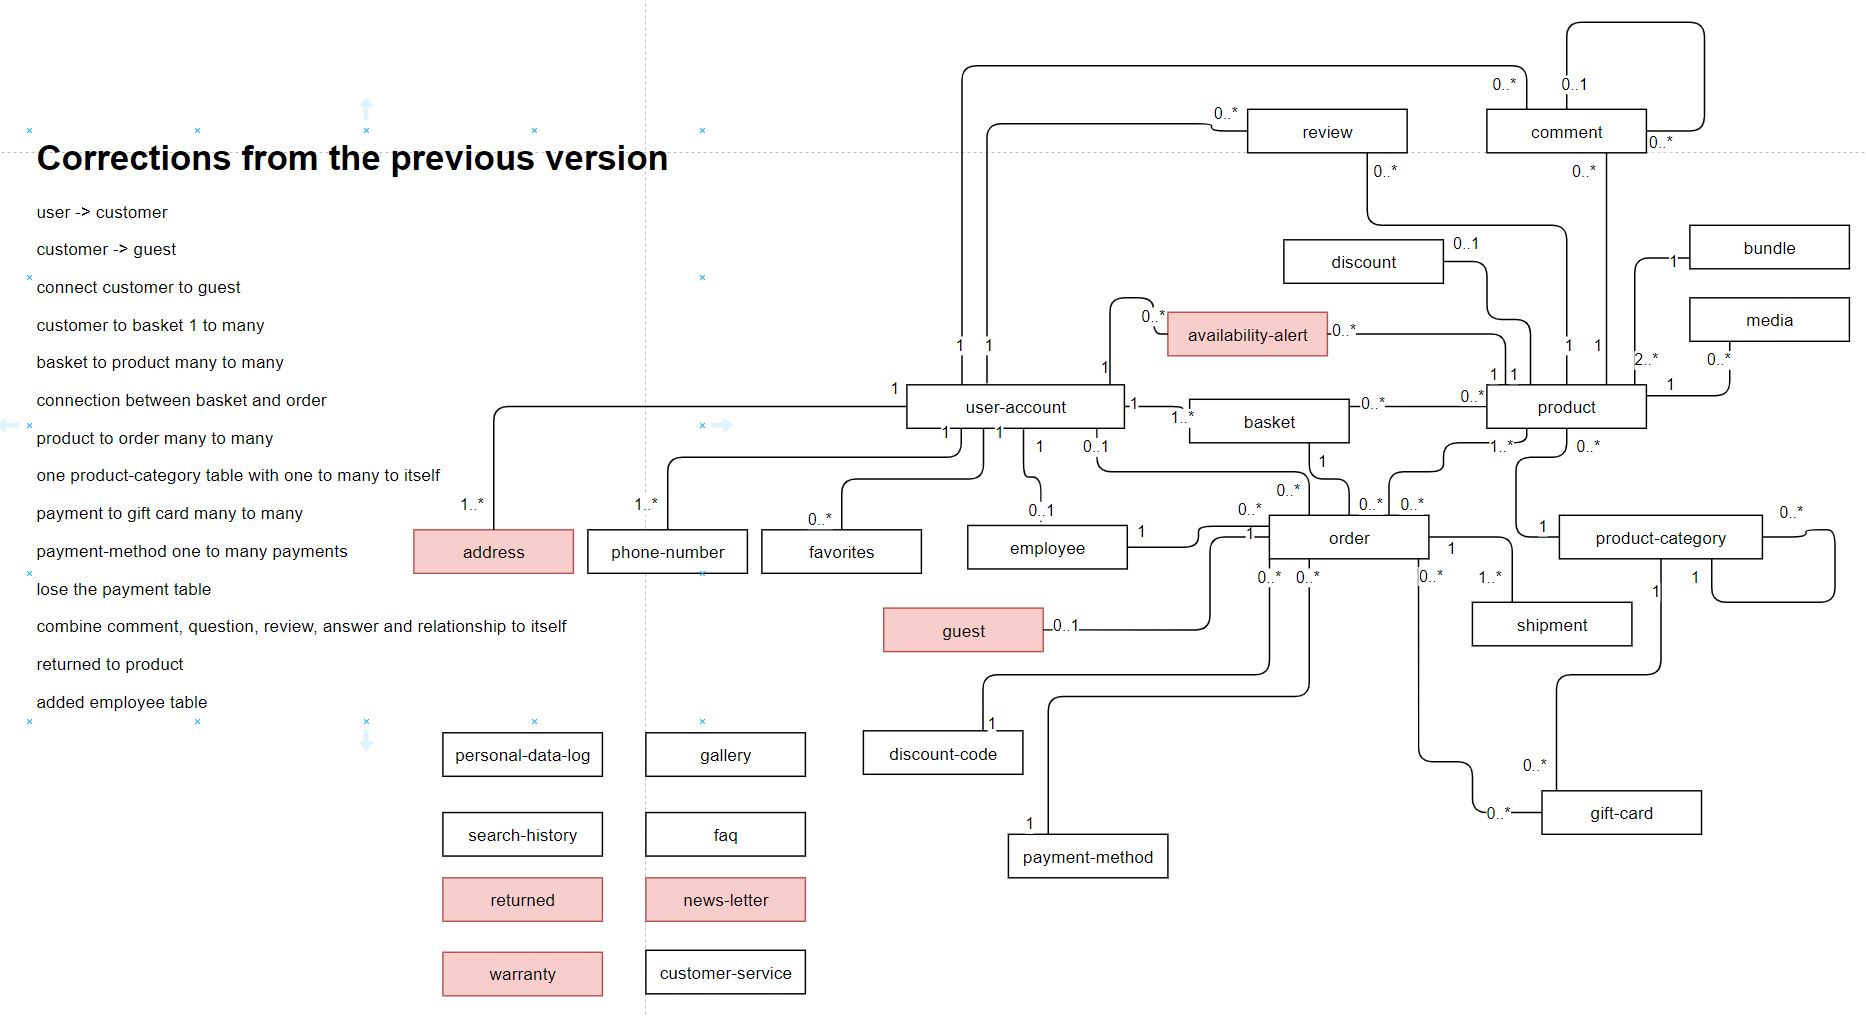 Corrections from the previous version
user -> customer
customer -> guest
connect customer to guest
customer to basket 1 to many
basket to product many to many
connection between basket and order
product to order many to many
one product-category table with one to many to itself
payment to gift card many to many
payment-method one to many payments
lose the payment table
combine comment, question, review, answer and relationship to itself
returned to product
added employee table
0..*
0..1
0..*
review
comment
0..*
0..*
0..*
discount
0..1
bundle
1
media
0..*
availability-alert
0..*
1
1
1
1
2..*
0..*
1
1
1
1
1
user-account
1
1..*
basket
0..*
0..*
product
1
1
1
1
0..1
1
1..*
0..*
1..*
address
1..*
phone-number
0..*
favorites
0..1
employee
1
0..*
0..*
0..*
0..*
1
order
1
1
product-category
0..*
1
1
0..*
0..*
0..*
1..*
shipment
guest
0..1
discount-code
1
payment-method
1
0..*
0..*
gift-card
personal-data-log
gallery
search-history
faq
returned
news-letter
warranty
customer-service